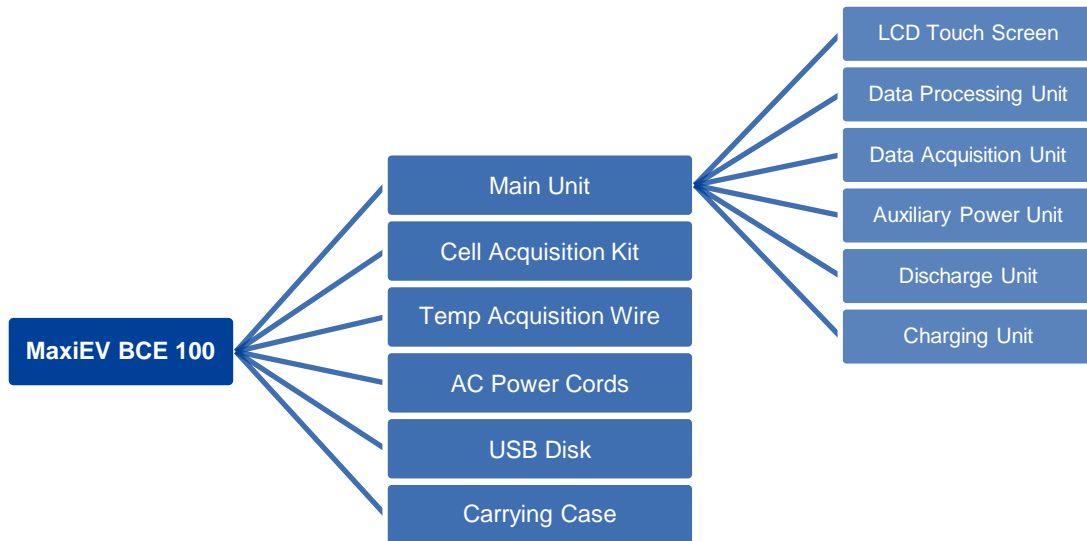 MaxiEV BCE 100
Main Unit
Cell Acquisition Kit
Temp Acquisition Wire
AC Power Cords
USB Disk
Carrying Case
LCD Touch Screen
Data Processing Unit
Data Acquisition Unit
Auxiliary Power Unit
Discharge Unit
Charging Unit